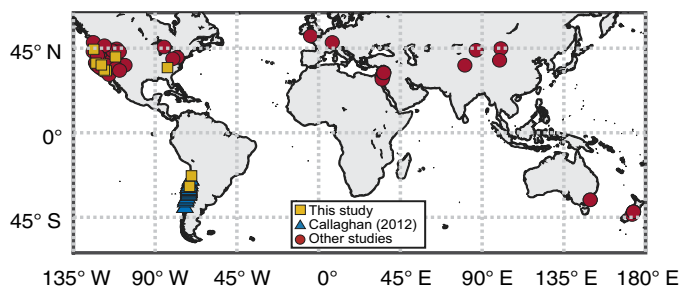 45° N
0°
45° S
This study
Callaghan (2012)
Other studies
135° W 90° W 45° W 0° 45° E 90° E 135° E 180° E